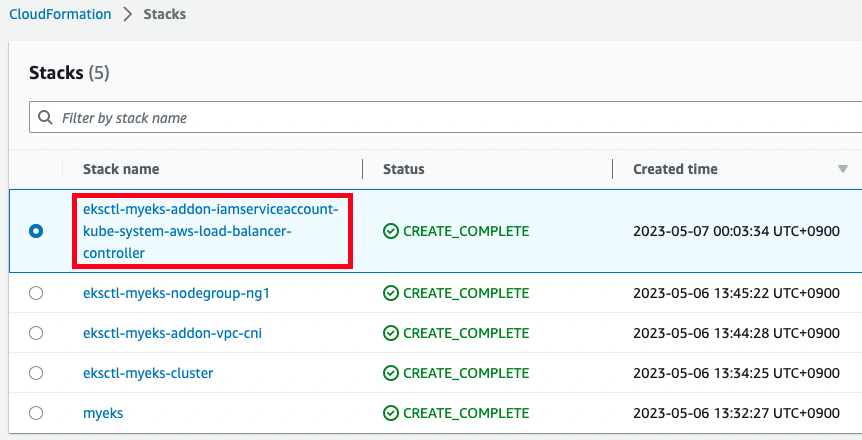 CloudFormation > Stacks
Stacks (5)
Filter by stack name
Stack name Status Created time
eksctl-myeks-addon-iamserviceaccount-
kube-system-aws-load-balancer-
controller
CREATE_COMPLETE 2023-05-07 00:03:34 UTC+0900
eksctl-myeks-nodegroup-ng1 CREATE_COMPLETE 2023-05-06 13:45:22 UTC+0900
eksctl-myeks-addon-vpc-cni CREATE_COMPLETE 2023-05-06 13:44:28 UTC+0900
eksctl-myeks-cluster CREATE_COMPLETE 2023-05-06 13:34:25 UTC+0900
myeks CREATE_COMPLETE 2023-05-06 13:32:27 UTC+0900